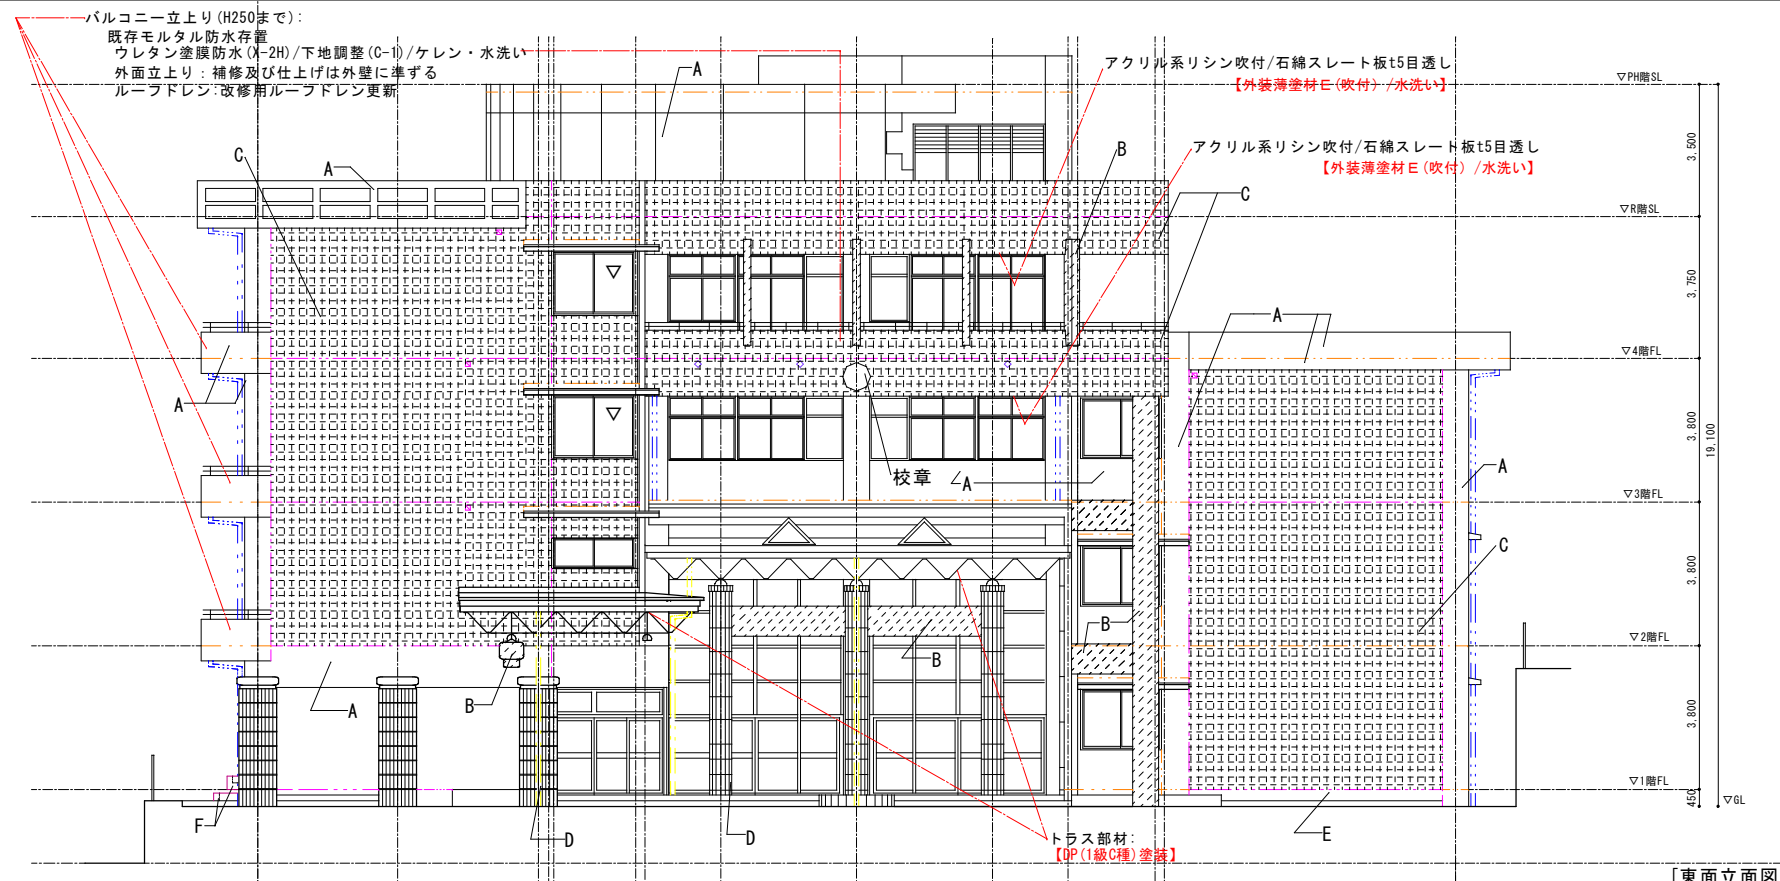 バルコニー立上り(H250まで):
既存モルタル防水存置
ウレタン塗膜防水(X-2H)/下地調整(C-1)/ケレン・水洗い
外面立上り：補修及び仕上げは外壁に準ずる
ルーフドレン:改修用ルーフドレン更新
A
アクリル系リシン吹付/石綿スレート板t5目透し
【外装薄塗材E(吹付) /水洗い】
▽PH階SL
アクリル系リシン吹付/石綿スレート板t5目透し
【外装薄塗材E(吹付) /水洗い】
3,500
B
C
A
C
▽R階SL
3,750
▽
A
▽4階FL
A
▽
3,800
19,100
校章
A
A
▽3階FL
C
3,800
B
▽2階FL
B
B
A
3,800
▽1階FL
450
▽GL
F
D
D
E
トラス部材:
【DP(1級C種)塗装】
[東面立面図